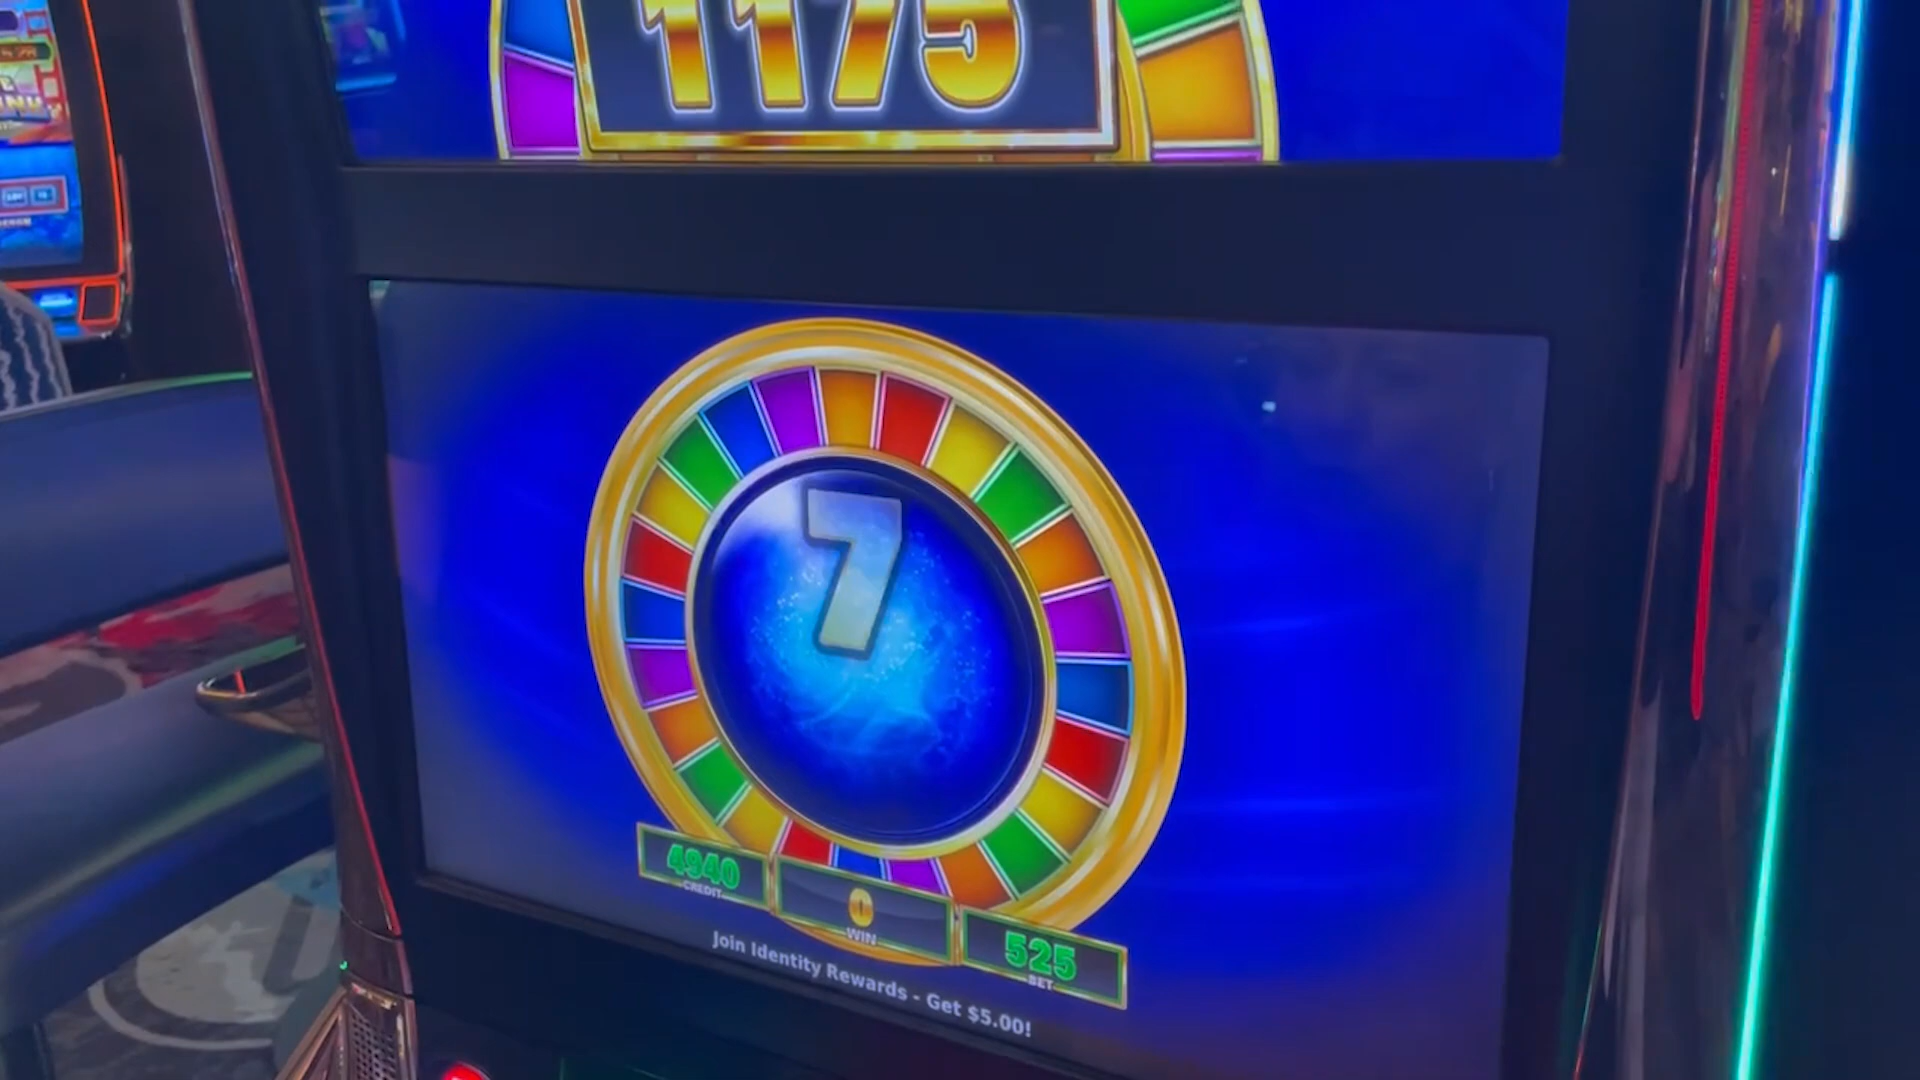 1175
7
4940
CREDIT
0
WIN
525
BET
Join Identity Rewards - Get $5.00!